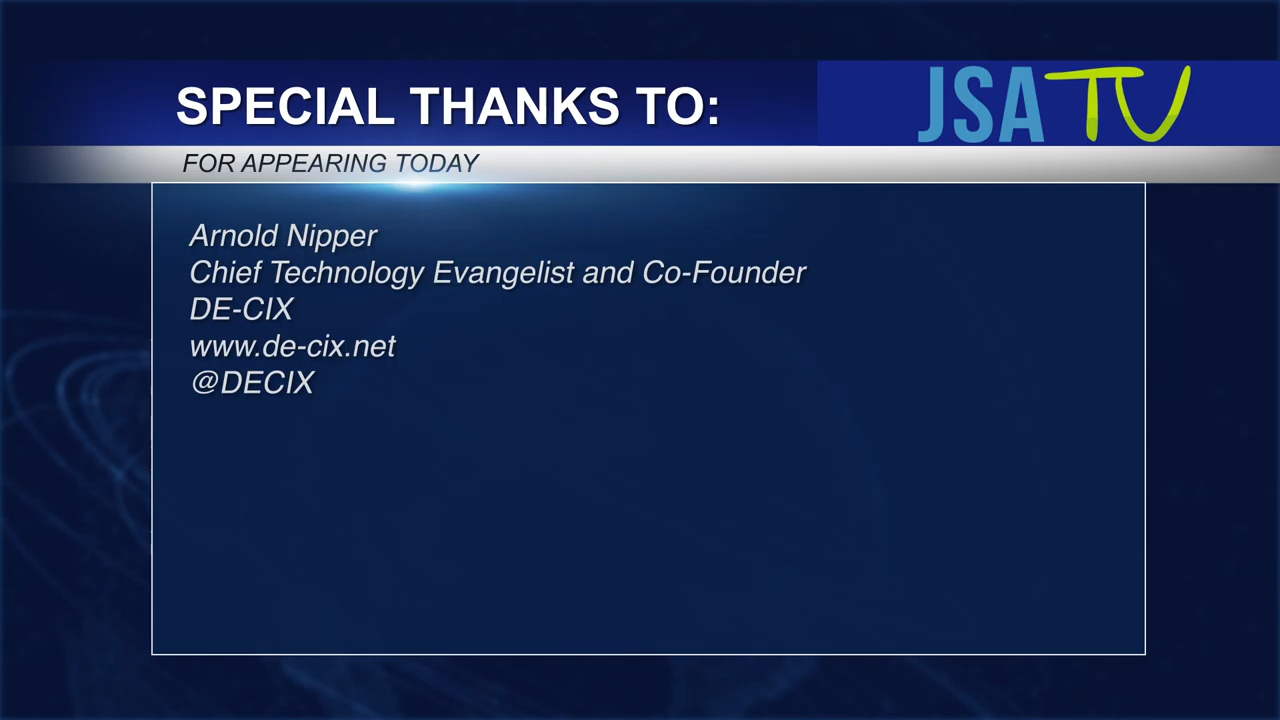 SPECIAL THANKS TO:
JSA TV
FOR APPEARING TODAY
Arnold Nipper
Chief Technology Evangelist and Co-Founder
DE-CIX
www.de-cix.net
@DECIX